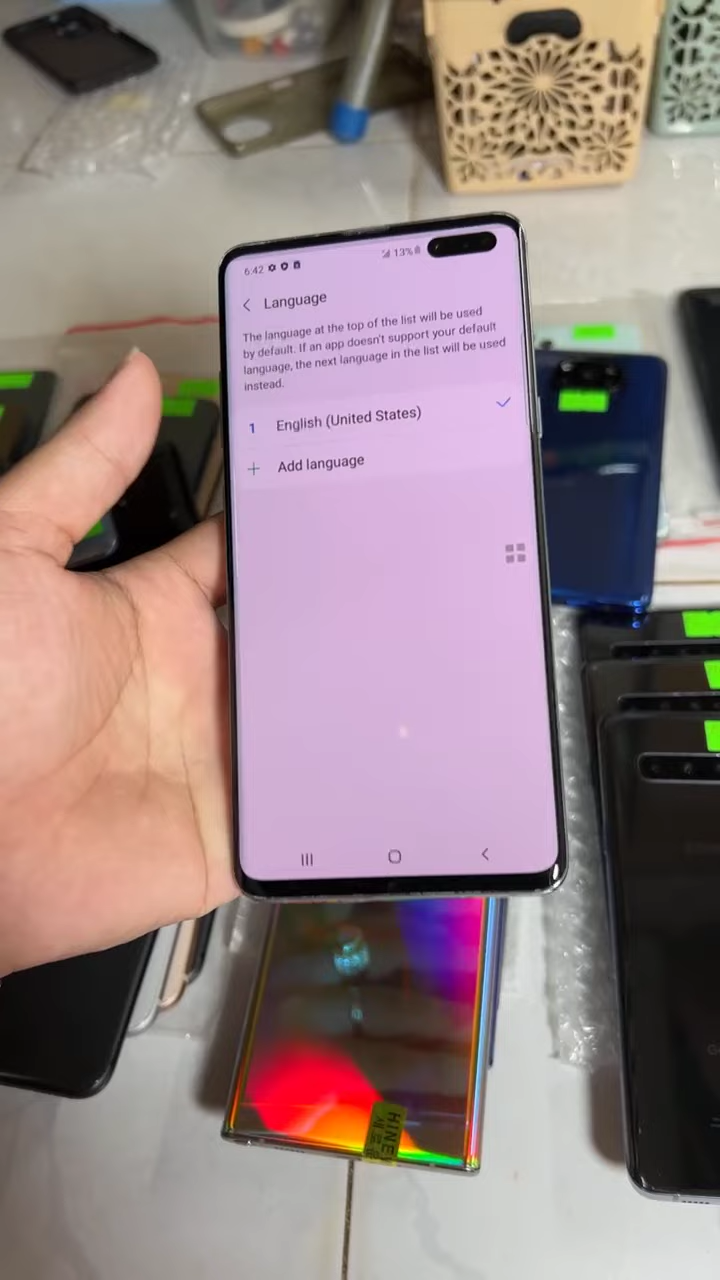 6:42
13%
Language
The language at the top of the list will be used
by default. If an app doesn't support your default
language, the next language in the list will be used
instead.
1 English (United States)
Add language